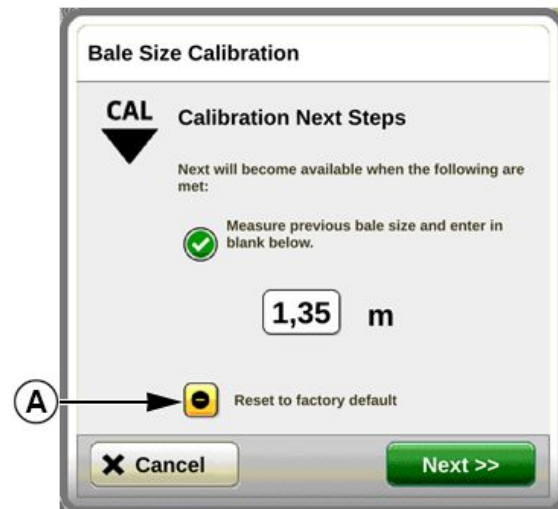 Bale Size Calibration
CAL
Calibration Next Steps
Next will become available when the following are
met:
Measure previous bale size and enter in
blank below.
1,35 m
A
Reset to factory default
Cancel
Next >>